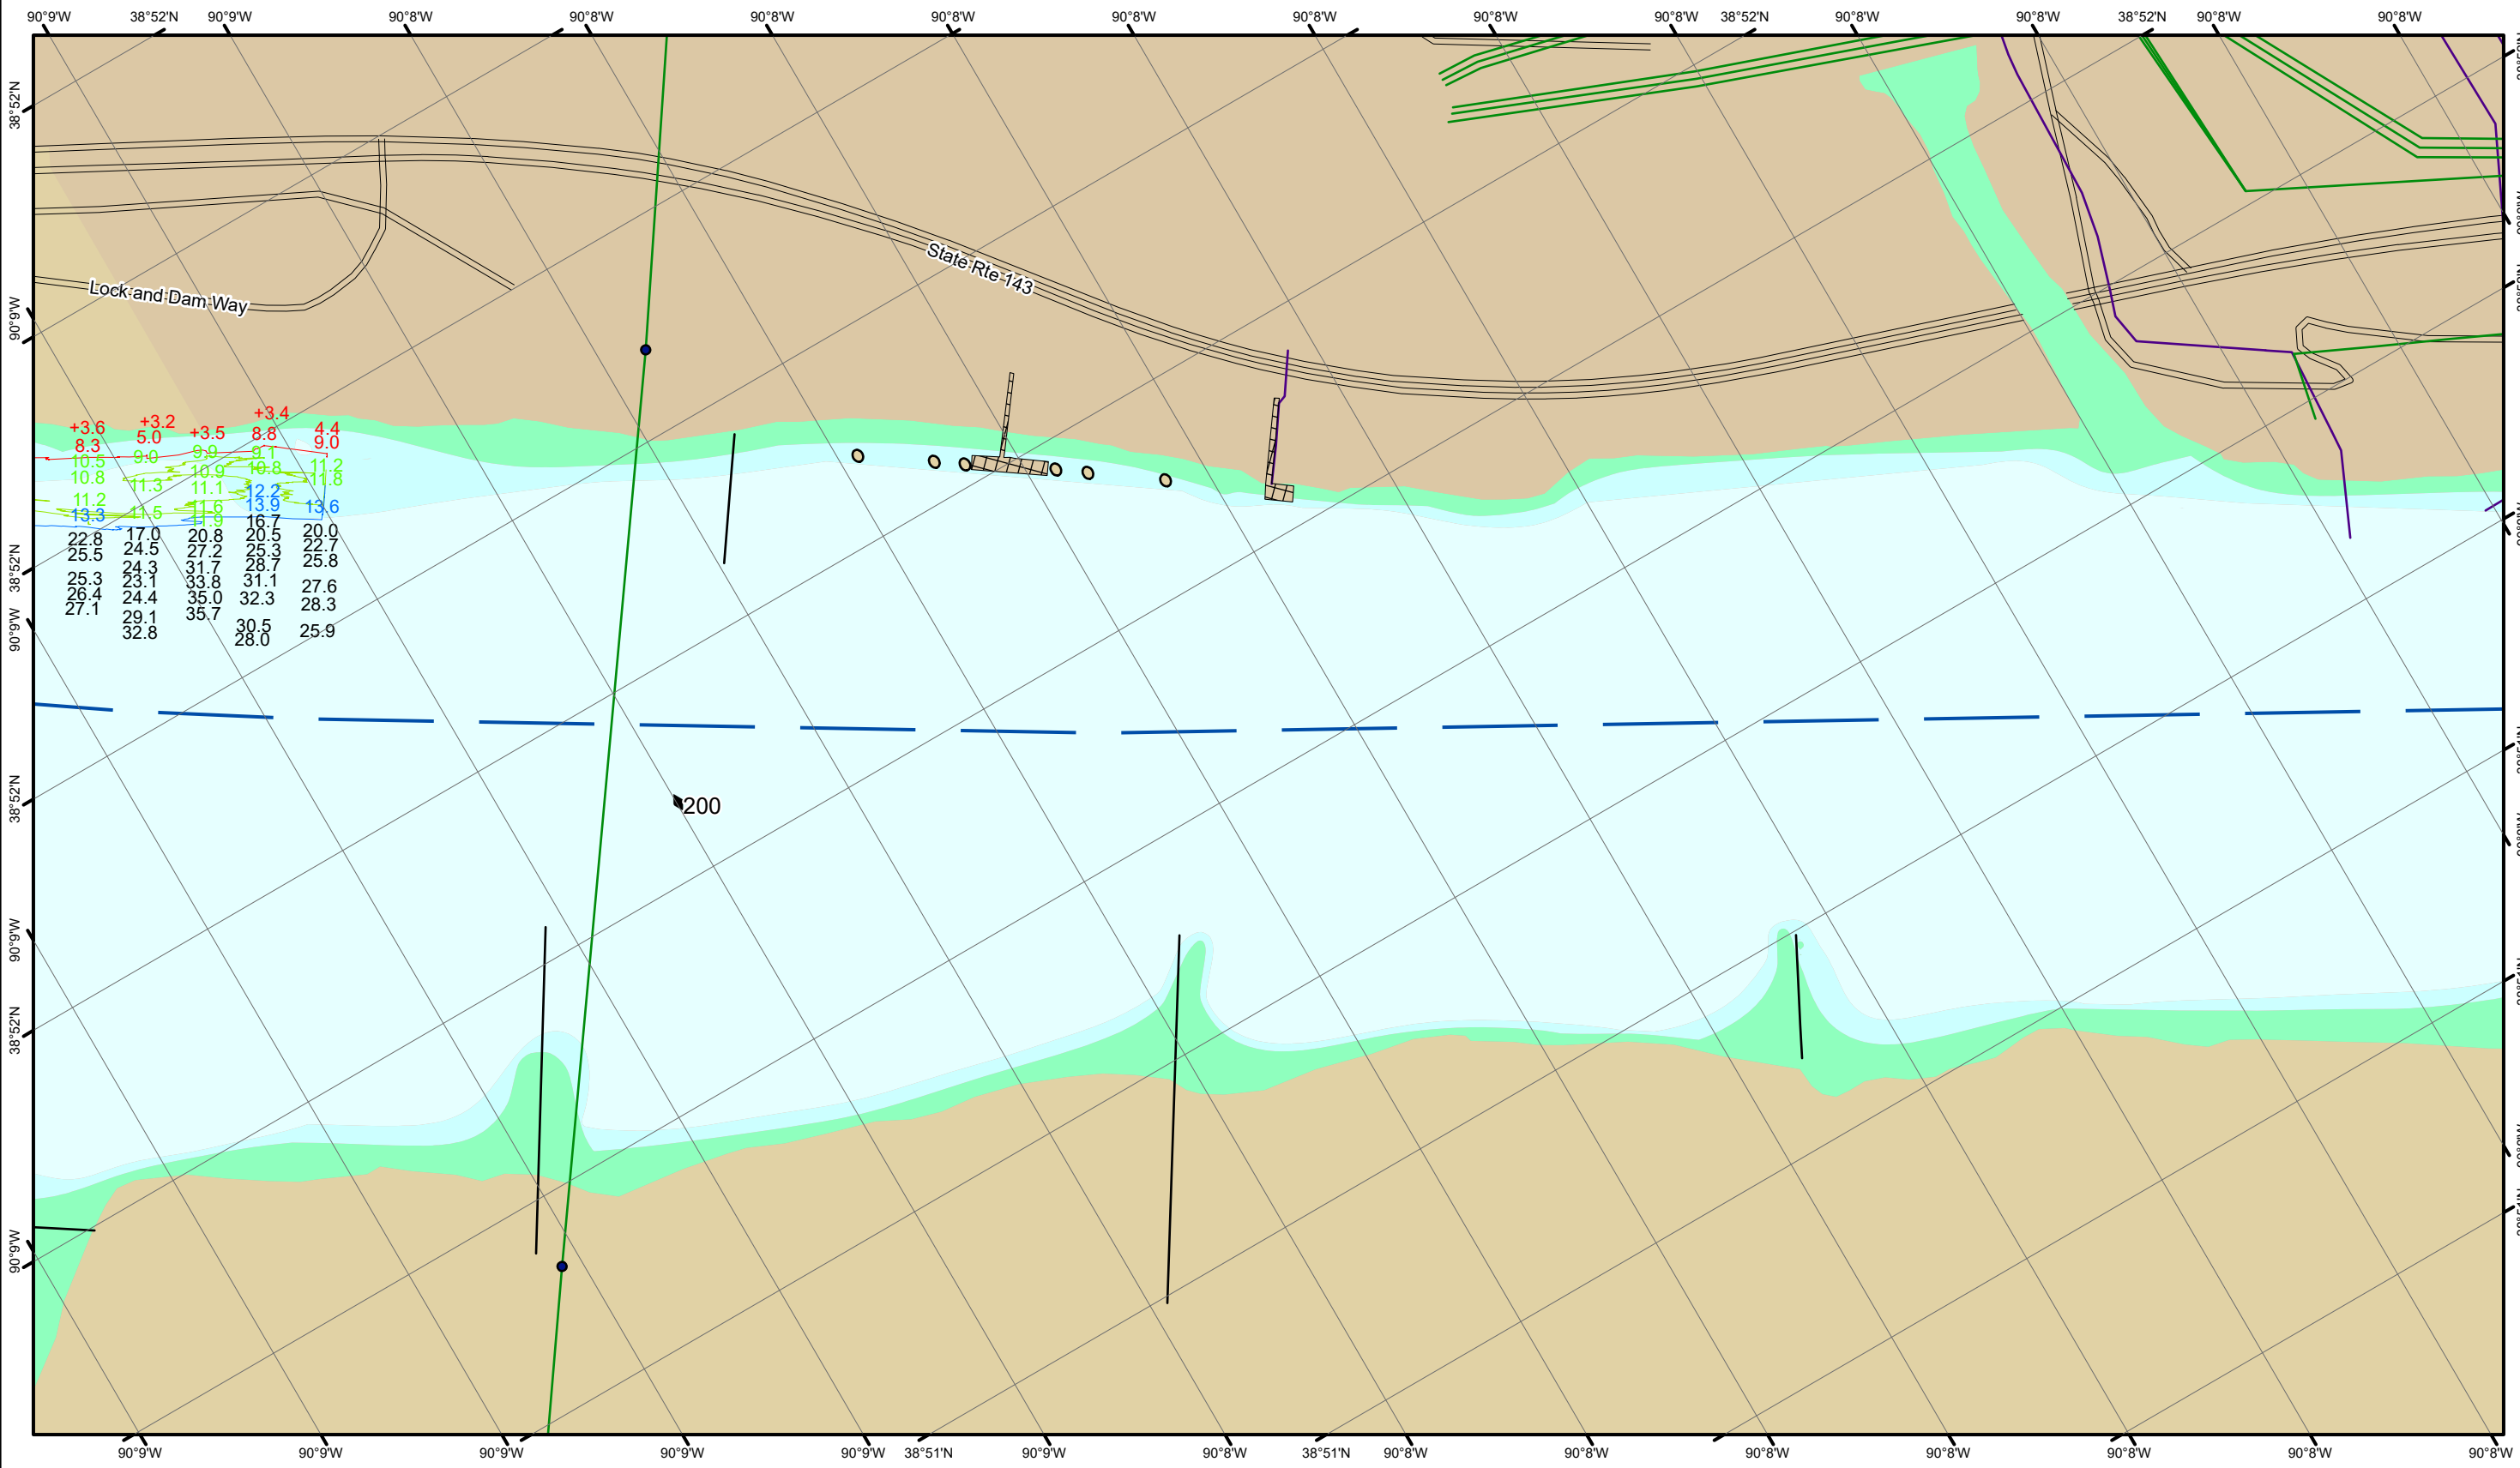 90°9'W 38°52'N 90°9'W 90°8'W 90°8'W 90°8'W 90°8'W 90°8'W 90°8'W 90°8'W 90°8'W 38°52'N 90°8'W 90°8'W 38°52'N 90°8'W 90°8'W
38°52'N
90°9'W
38°52'N
90°9'W
38°52'N
90°9'W
38°52'N
90°9'W
State Rte 143
Lock and Dam Way
+3.6 +3.2 +3.5 +3.4 4.4
8.3 5.0 9.9 8.8 9.0
10.5 9.0 10.9 9.1 11.2
10.8 11.3 11.1 10.8 11.8
11.2 11.5 11.6 12.2 13.6
13.3 17.0 11.9 13.9 20.0
22.8 24.5 20.8 16.7 22.7
25.5 24.3 27.2 20.5 25.8
25.3 23.1 31.7 25.3 27.6
26.4 24.4 33.8 28.7 28.3
27.1 29.1 35.0 31.1 25.9
32.8 35.7 32.3
30.5
28.0
200
90°9'W 90°9'W 90°9'W 90°9'W 90°9'W 38°51'N 90°9'W 90°8'W 38°51'N 90°8'W 90°8'W 90°8'W 90°8'W 90°8'W 90°8'W 90°8'W